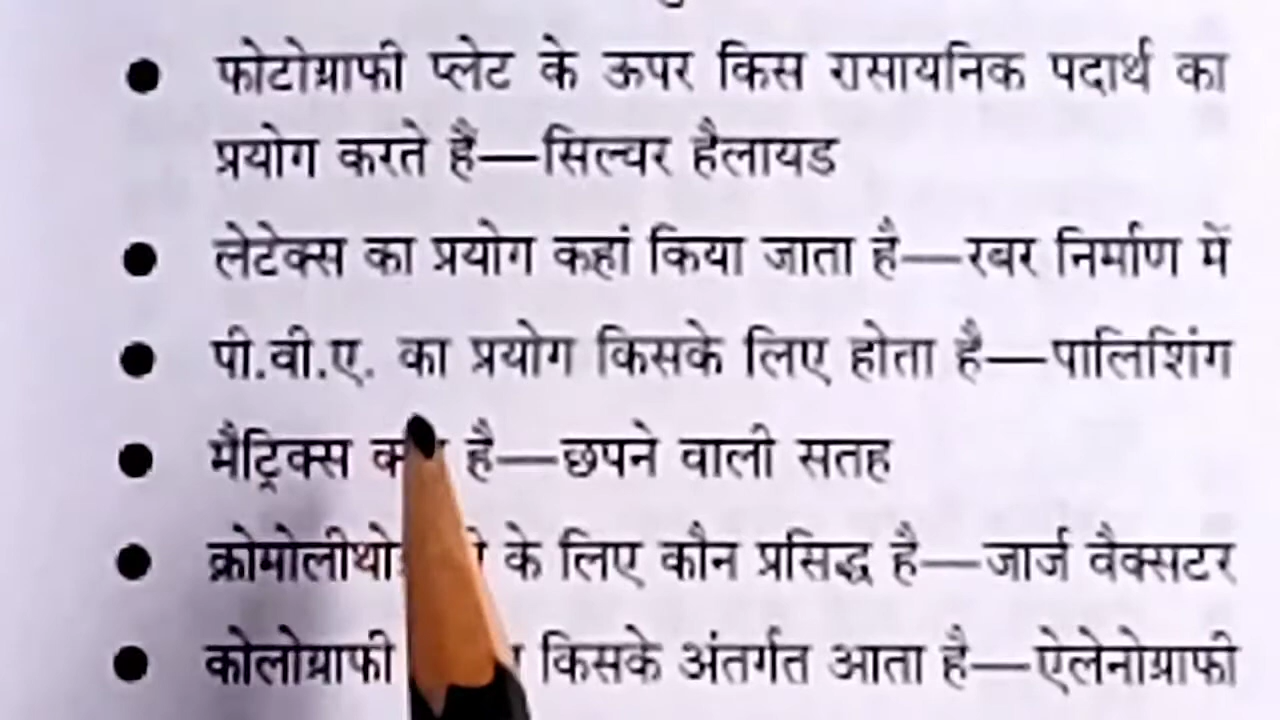 ● फोटोग्राफी प्लेट के ऊपर किस रासायनिक पदार्थ का
प्रयोग करते हैं—सिल्वर हैलायड
● लेटेक्स का प्रयोग कहां किया जाता है—रबर निर्माण में
● पी.वी.ए. का प्रयोग किसके लिए होता है—पालिशिंग
● मैट्रिक्स है—छपने वाली सतह
● के लिए कौन प्रसिद्ध है—जार्ज वैक्सटर
● कोलोग्राफी किसके अंतर्गत आता है—ऐलेनोग्राफी